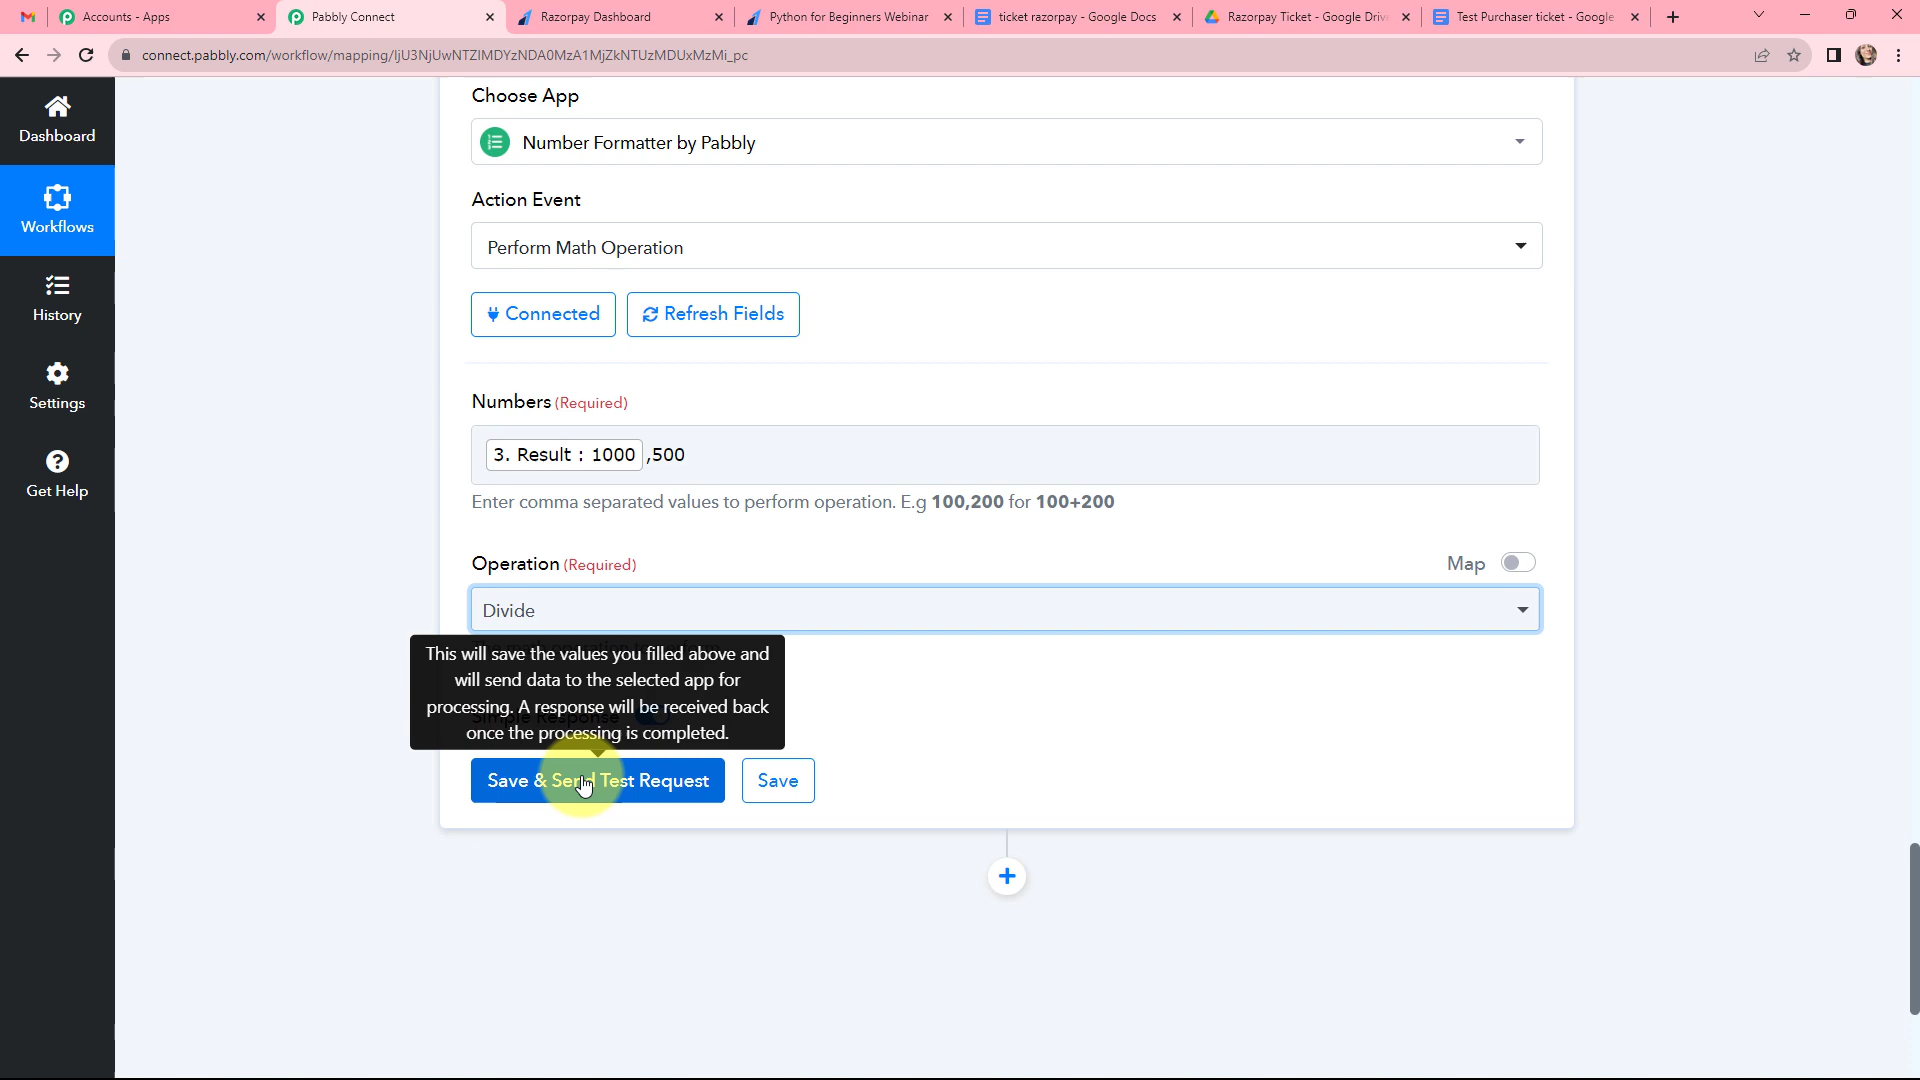 Accounts - Apps
Pabbly Connect
Razorpay Dashboard
Python for Beginners Webinar
ticket razorpay - Google Docs
Razorpay Ticket - Google Driv
Test Purchaser ticket - Google
connect.pabbly.com/workflow/mapping/IjU3NjUwNTZlMDYzNDA0MzA1MjZkNTUzMDUxMzMi_pc
Dashboard
Workflows
History
Settings
Get Help
Choose App
Number Formatter by Pabbly
Action Event
Perform Math Operation
Connected
Refresh Fields
Numbers (Required)
3. Result : 1000 ,500
Enter comma separated values to perform operation. E.g 100,200 for 100+200
Operation (Required)
Map
Divide
This will save the values you filled above and
will send data to the selected app for
processing. A response will be received back
once the processing is completed.
Simple Response
Save & Send Test Request
Save